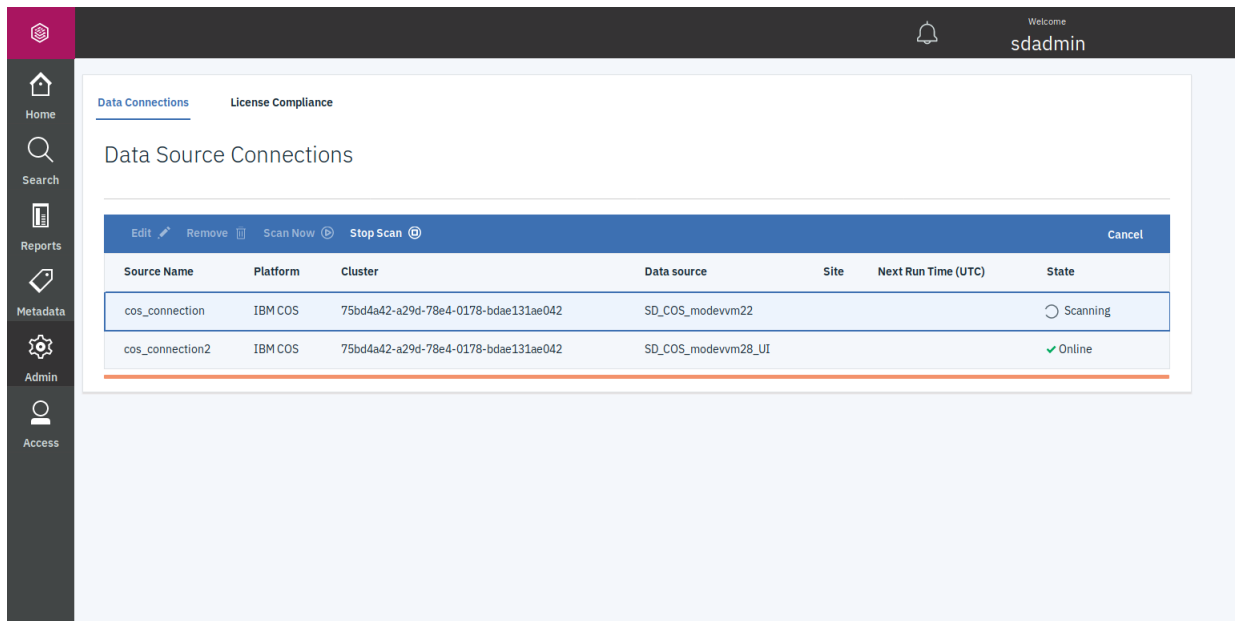 Welcome
sdadmin
Home
Search
Reports
Metadata
Admin
Access
Data Connections License Compliance
Data Source Connections
Edit Remove Scan Now Stop Scan Cancel
Source Name Platform Cluster Data source Site Next Run Time (UTC) State
cos_connection IBM COS 75bd4a42-a29d-78e4-0178-bdae131ae042 SD_COS_modevvm22 Scanning
cos_connection2 IBM COS 75bd4a42-a29d-78e4-0178-bdae131ae042 SD_COS_modevvm28_UI Online